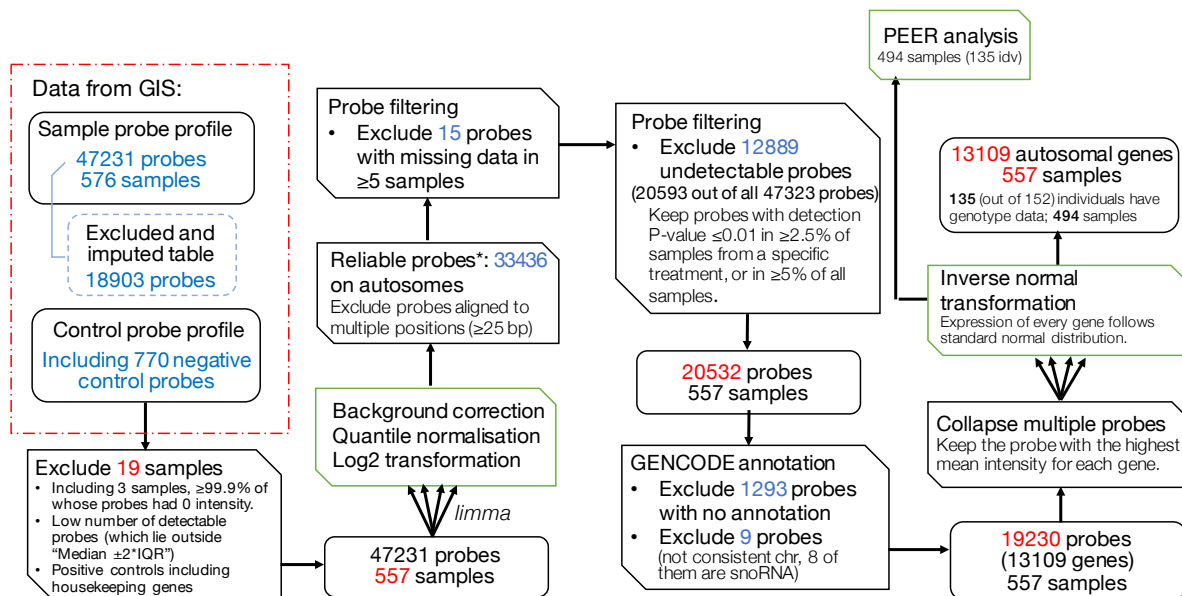 Data from GIS:
Sample probe profile
47231 probes
576 samples
Excluded and
imputed table
18903 probes
Control probe profile
Including 770 negative
control probes
Exclude 19 samples
• Including 3 samples, ≥99.9% of
whose probes had 0 intensity.
• Low number of detectable
probes (which lie outside
“Median ±2*IQR”)
• Positive controls including
housekeeping genes
47231 probes
557 samples
limma
Background correction
Quantile normalisation
Log2 transformation
Reliable probes*: 33436
on autosomes
Exclude probes aligned to
multiple positions (≥25 bp)
Probe filtering
• Exclude 15 probes
with missing data in
≥5 samples
Probe filtering
• Exclude 12889
undetectable probes
(20593 out of all 47323 probes)
Keep probes with detection
P-value ≤0.01 in ≥2.5% of
samples from a specific
treatment, or in ≥5% of all
samples.
20532 probes
557 samples
GENCODE annotation
• Exclude 1293 probes
with no annotation
• Exclude 9 probes
(not consistent chr, 8 of
them are snoRNA)
19230 probes
(13109 genes)
557 samples
Collapse multiple probes
Keep the probe with the highest
mean intensity for each gene.
Inverse normal
transformation
Expression of every gene follows
standard normal distribution.
13109 autosomal genes
557 samples
135 (out of 152) individuals have
genotype data; 494 samples
PEER analysis
494 samples (135 idv)